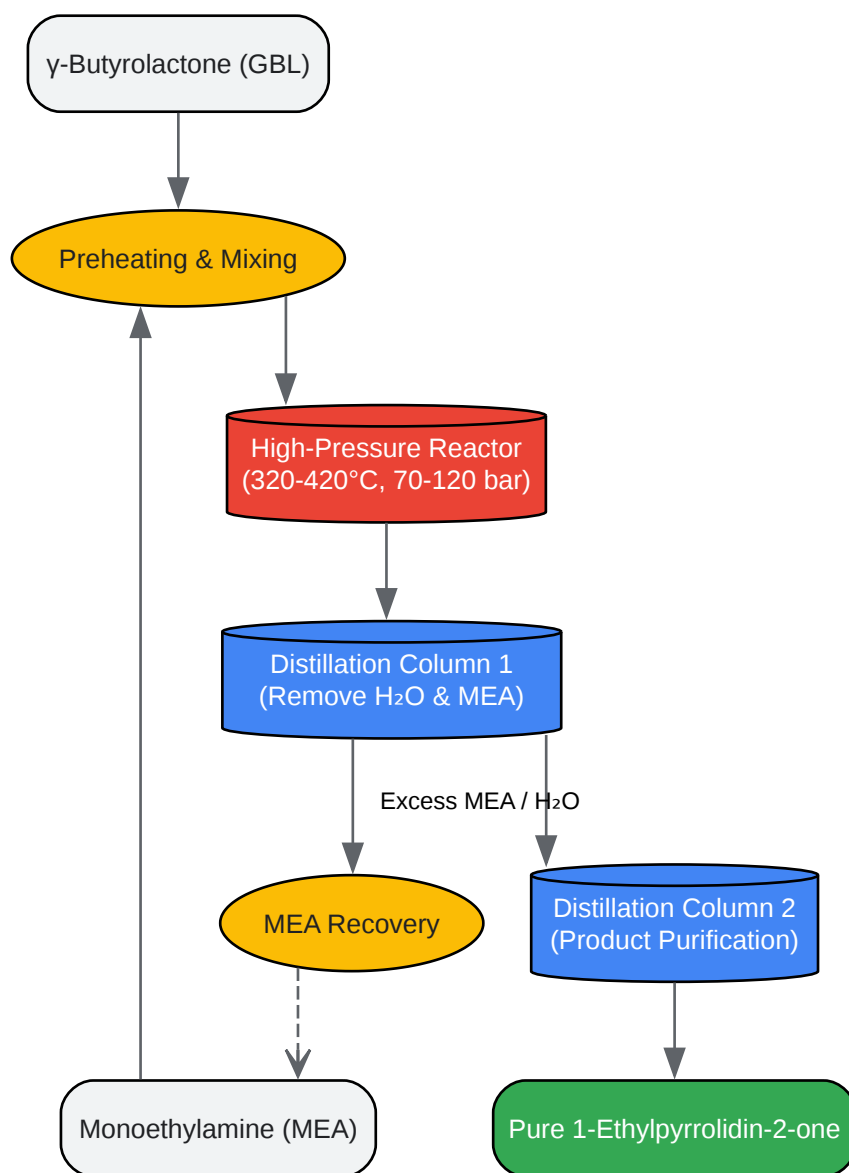 γ-Butyrolactone (GBL)
Preheating & Mixing
High-Pressure Reactor
(320-420°C, 70-120 bar)
Distillation Column 1
(Remove H₂O & MEA)
Excess MEA / H₂O
MEA Recovery
Distillation Column 2
(Product Purification)
Monoethylamine (MEA)
Pure 1-Ethylpyrrolidin-2-one